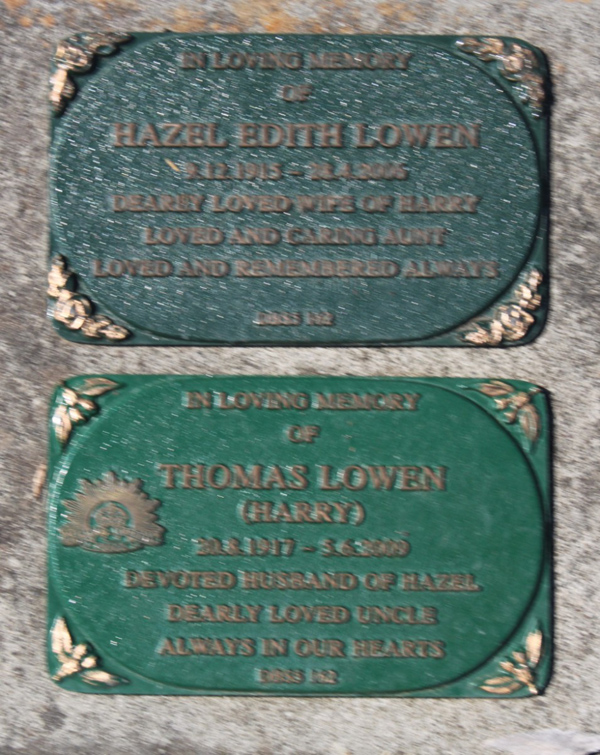 IN LOVING MEMORY
OF
HAZEL EDITH LOWEN
9.12.1915 – 28.4.2006
DEARLY LOVED WIFE OF HARRY
LOVED AND CARING AUNT
LOVED AND REMEMBERED ALWAYS
IN LOVING MEMORY
OF
THOMAS LOWEN
(HARRY)
20.8.1917 – 5.6.2009
DEVOTED HUSBAND OF HAZEL
DEARLY LOVED UNCLE
ALWAYS IN OUR HEARTS